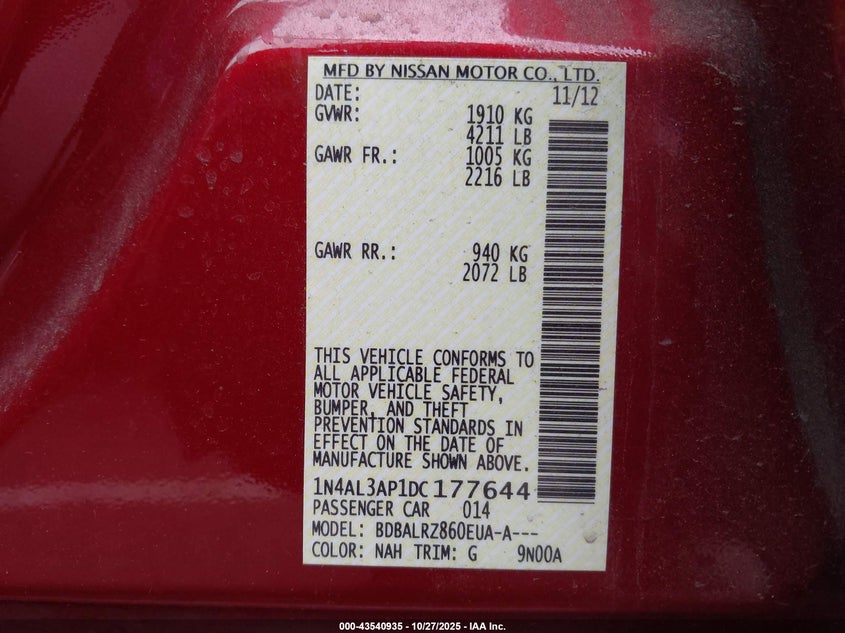 MFD BY NISSAN MOTOR CO., LTD.
DATE: 11/12
GVWR: 1910 KG
4211 LB
GAWR FR.: 1005 KG
2216 LB
GAWR RR.: 940 KG
2072 LB
THIS VEHICLE CONFORMS TO
ALL APPLICABLE FEDERAL
MOTOR VEHICLE SAFETY,
BUMPER, AND THEFT
PREVENTION STANDARDS IN
EFFECT ON THE DATE OF
MANUFACTURE SHOWN ABOVE.
1N4AL3AP1DC177644
PASSENGER CAR 014
MODEL: BDBALRZ860EUA-A---
COLOR: NAH TRIM: G 9N00A
000-43540935 - 10/27/2025 - IAA Inc.